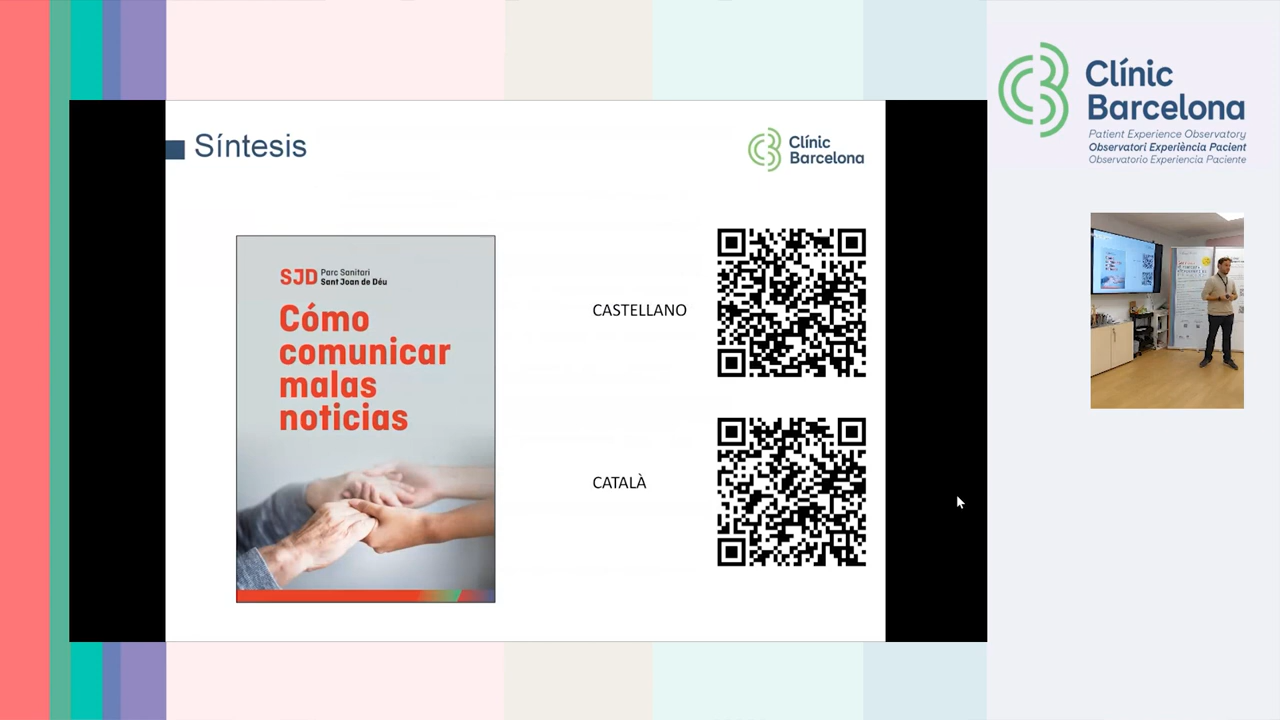 Síntesis
Clínic
Barcelona
SJD Parc Sanitari
Sant Joan de Déu
Cómo
comunicar
malas
noticias
CASTELLANO
CATALÀ
Clínic
Barcelona
Patient Experience Observatory
Observatori Experiència Pacient
Observatorio Experiencia Paciente